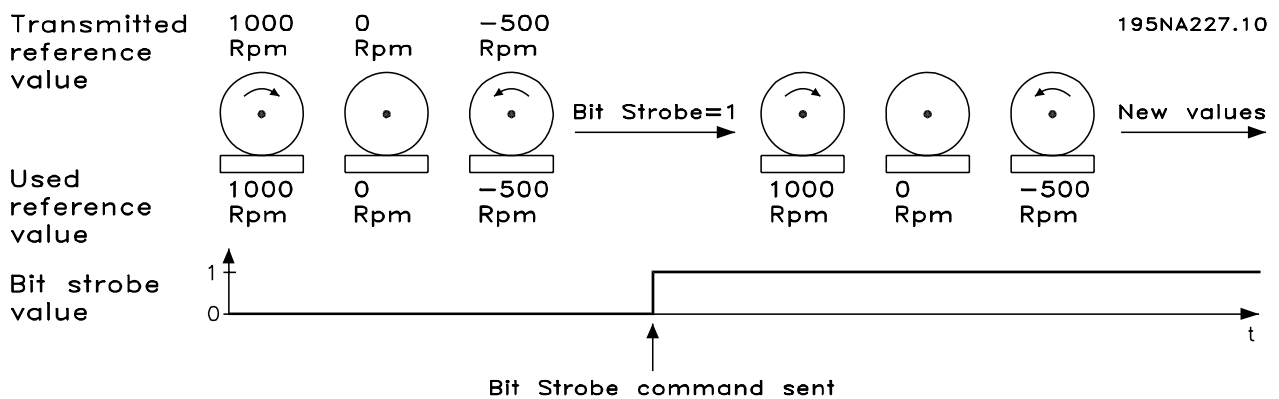 Transmitted
reference
value
1000
Rpm
0
Rpm
-500
Rpm
195NA227.10
Bit Strobe=1
New values
Used
reference
value
1000
Rpm
0
Rpm
-500
Rpm
1000
Rpm
0
Rpm
-500
Rpm
Bit strobe
value
1
0
t
Bit Strobe command sent